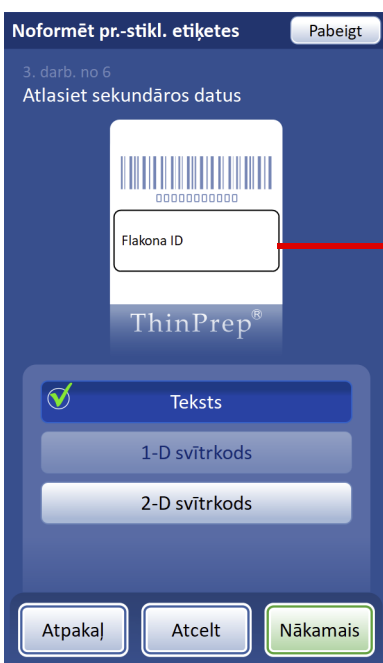 Noformēt pr.-stikl. etiķetes
Pabeigt
3. darb. no 6
Atlasiet sekundāros datus
Flakona ID
ThinPrep®
Teksts
1-D svītrkods
2-D svītrkods
Atpakaļ
Atcelt
Nākamais